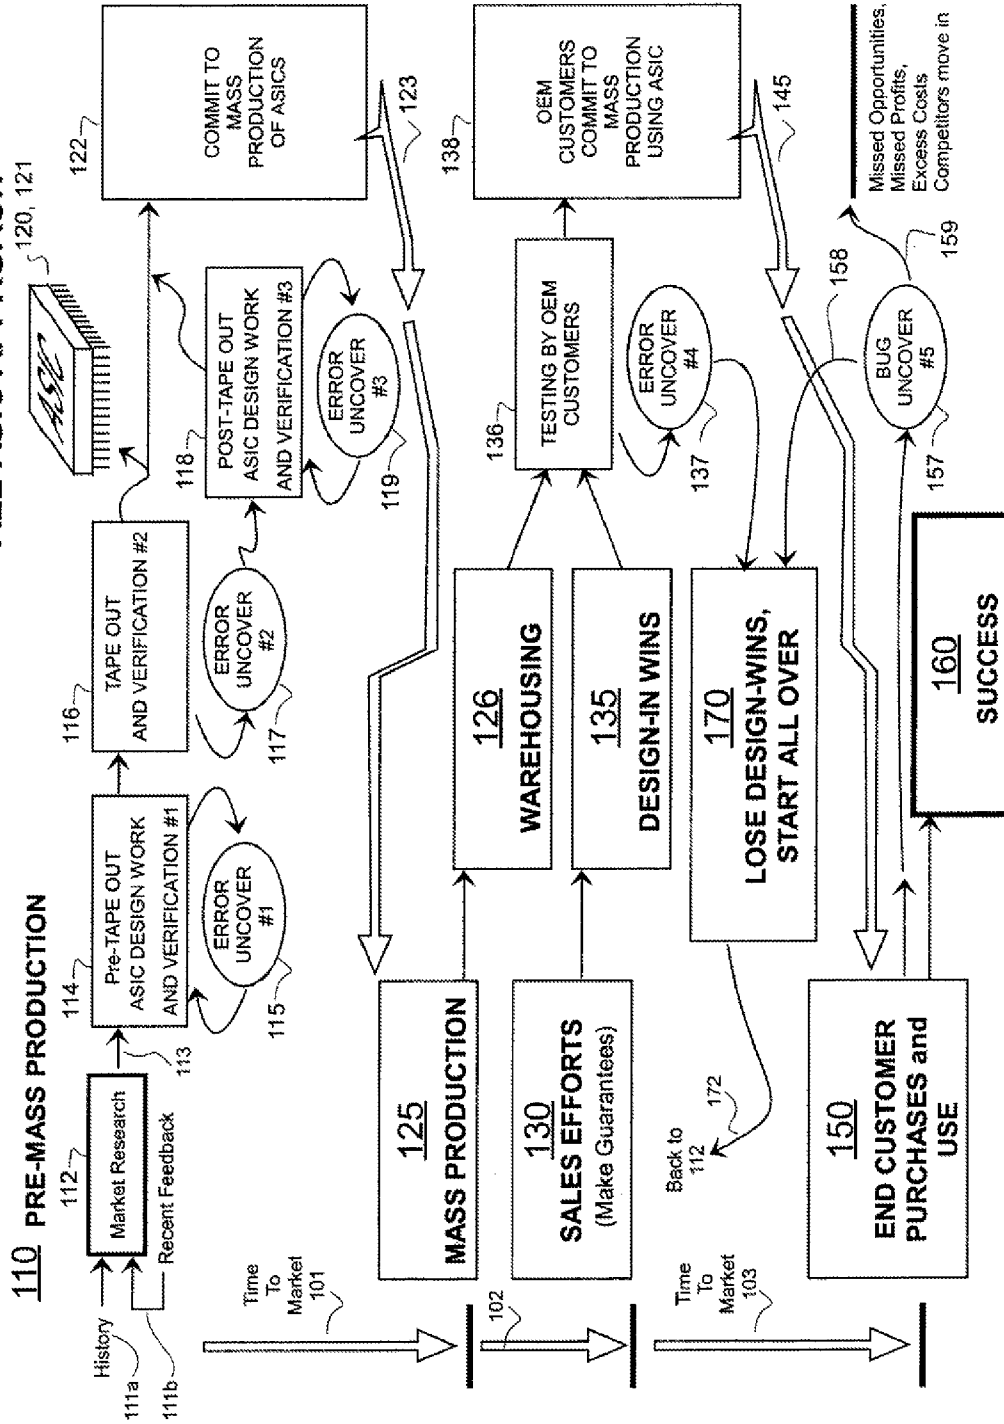 110 PRE-MASS PRODUCTION
History
111a
111b
Recent Feedback
112
Market Research
113
114
Pre-TAPE OUT
ASIC DESIGN WORK
AND VERIFICATION #1
ERROR
UNCOVER
#1
115
116
TAPE OUT
AND VERIFICATION #2
ERROR
UNCOVER
#2
117
ASIC
120, 121
118
POST-TAPE OUT
ASIC DESIGN WORK
AND VERIFICATION #3
ERROR
UNCOVER
#3
119
122
COMMIT TO
MASS
PRODUCTION
OF ASICS
123
Time
To
Market
101
125
MASS PRODUCTION
126
WAREHOUSING
102
130
SALES EFFORTS
(Make Guarantees)
135
DESIGN-IN WINS
136
TESTING BY OEM
CUSTOMERS
ERROR
UNCOVER
#4
137
138
OEM
CUSTOMERS
COMMIT TO
MASS
PRODUCTION
USING ASIC
145
Time
To
Market
103
Back to
112
172
170
LOSE DESIGN-WINS,
START ALL OVER
150
END CUSTOMER
PURCHASES and
USE
158
BUG
UNCOVER
#5
157
159
Missed Opportunities,
Missed Profits,
Excess Costs
Competitors move in
160
SUCCESS